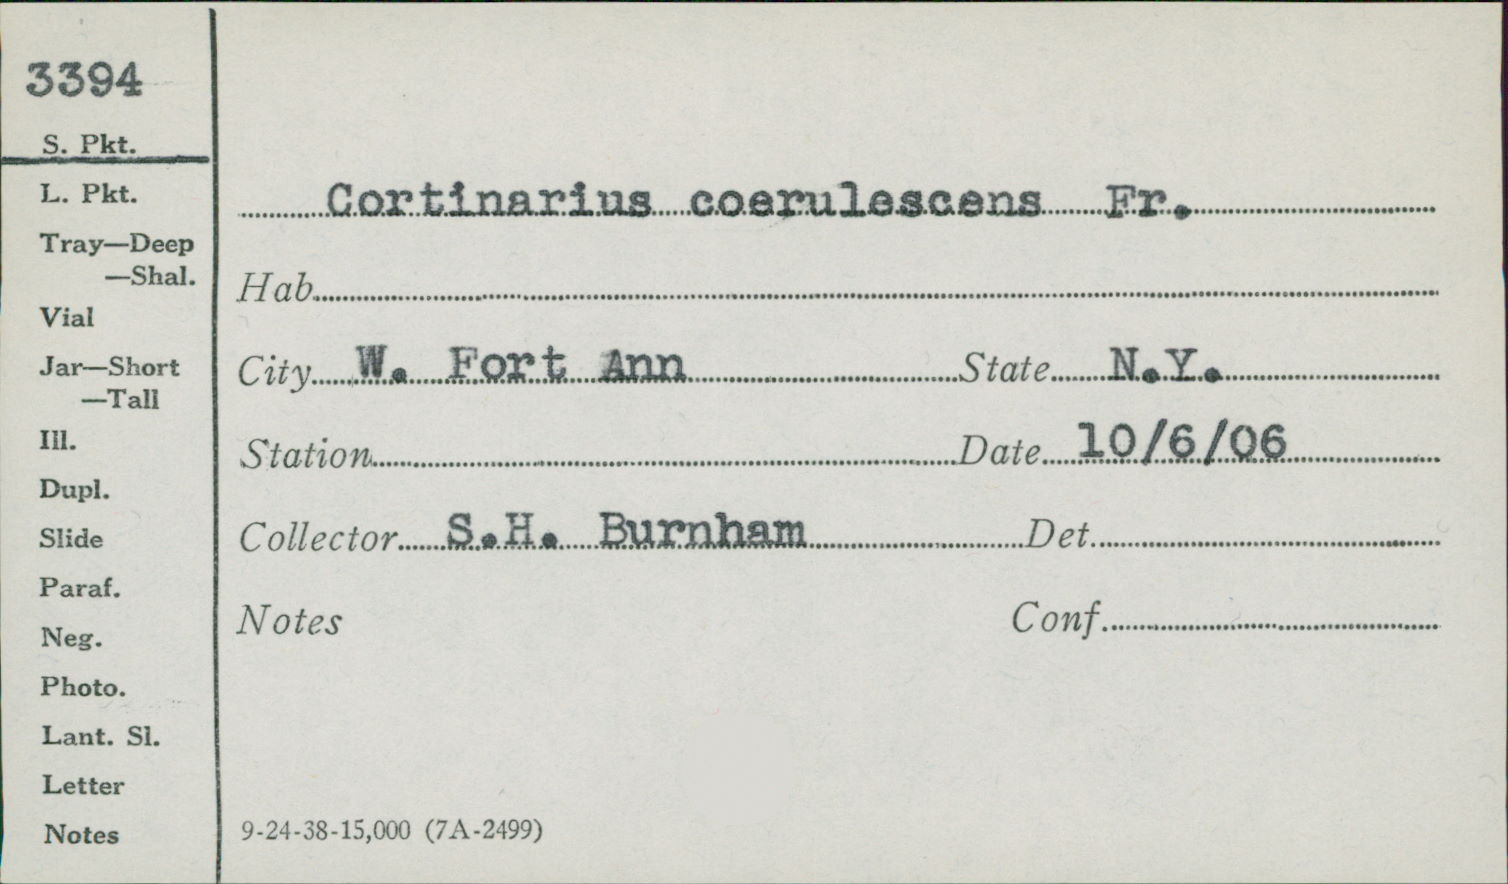 3394
S. Pkt.
L. Pkt.
Tray—Deep
—Shal.
Vial
Jar—Short
—Tall
Ill.
Dupl.
Slide
Paraf.
Neg.
Photo.
Lant. Sl.
Letter
Notes
Cortinarius coerulescens Fr.
Hab.
City W. Fort Ann State N.Y.
Station Date 10/6/06
Collector S.H. Burnham Det.
Notes Conf.
9-24-38-15,000 (7A-2499)